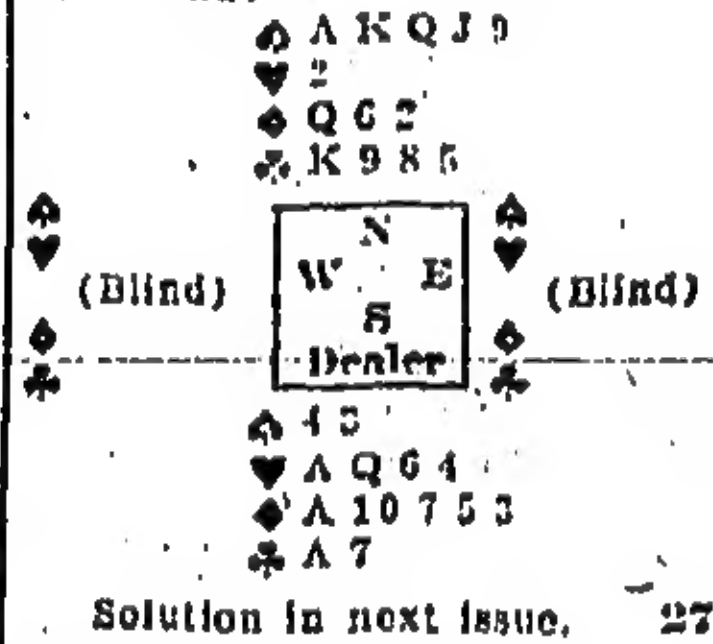 ♠ A K Q J 9
♥ 2
♦ Q 6 2
♣ K 9 8 5
♠ N ♠
♥ W E ♥
(Blind) (Blind)
♦ S ♦
♣ Dealer ♣
♠ 4 3
♥ A Q 6 4
♦ A 10 7 5 3
♣ A 7
Solution in next issue. 27